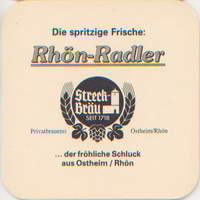 Die spritzige Frische:
Rhön-Radler
Streck-
Bräu
SEIT 1718
Privatbrauerei Ostheim/Rhön
... der fröhliche Schluck
aus Ostheim / Rhön